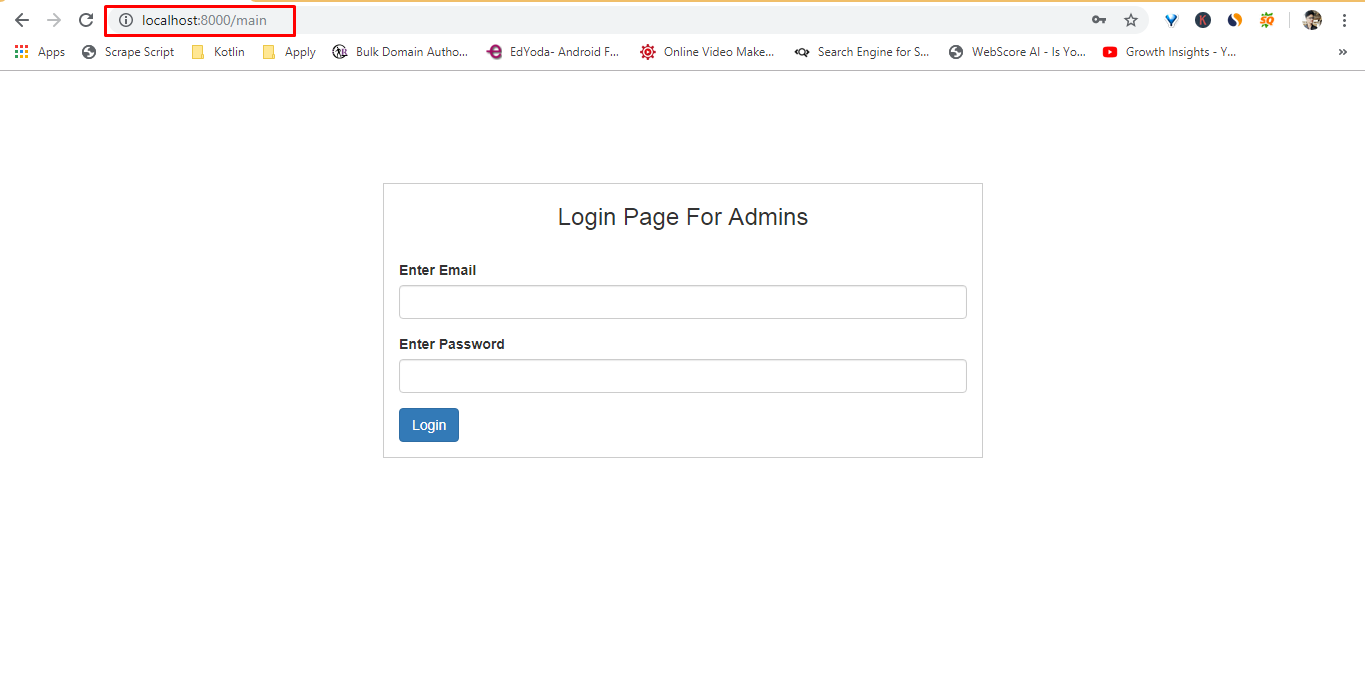 localhost:8000/main
Apps Scrape Script Kotlin Apply Bulk Domain Autho... EdYoda- Android F... Online Video Make... Search Engine for S... WebScore AI - Is Yo... Growth Insights - Y... »
Login Page For Admins
Enter Email
Enter Password
Login